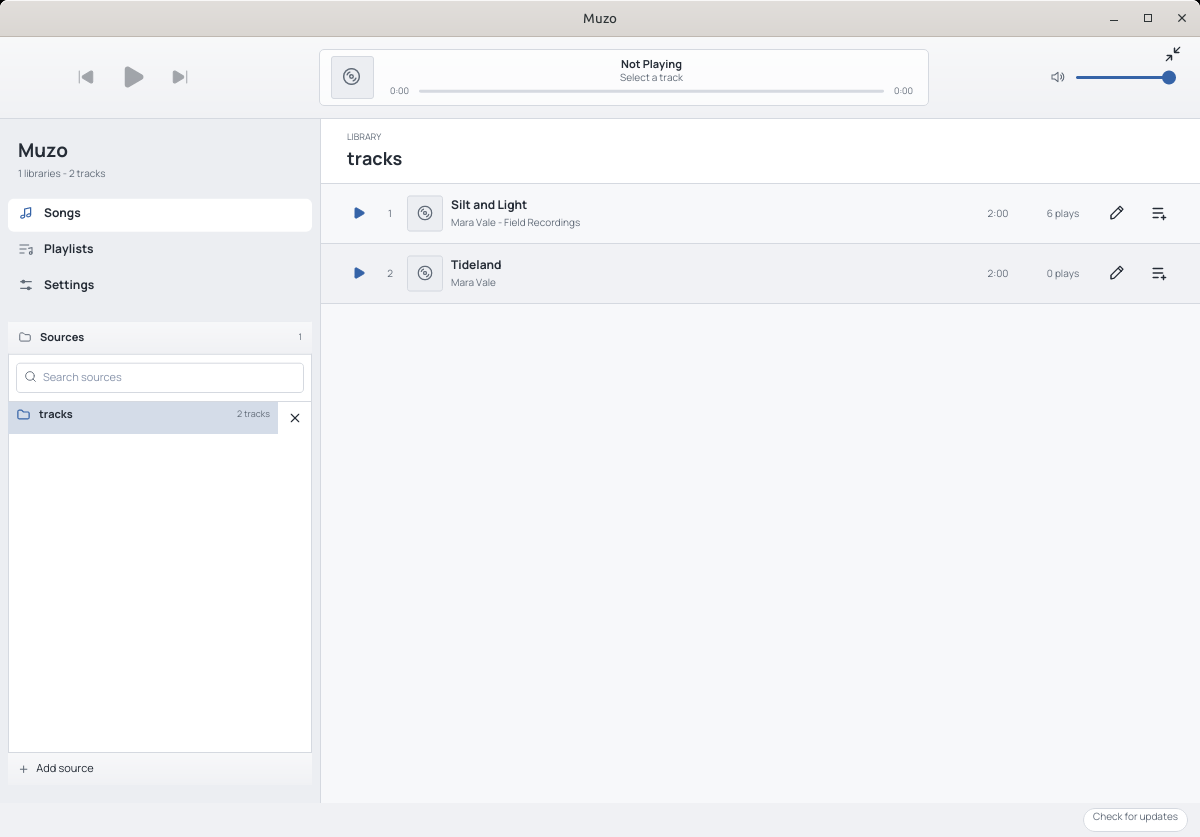 Muzo
Not Playing
Select a track
0:00
0:00
Muzo
1 libraries - 2 tracks
Songs
Playlists
Settings
Sources
1
Search sources
tracks
2 tracks
Add source
LIBRARY
tracks
1
Silt and Light
Mara Vale - Field Recordings
2:00
6 plays
2
Tideland
Mara Vale
2:00
0 plays
Check for updates